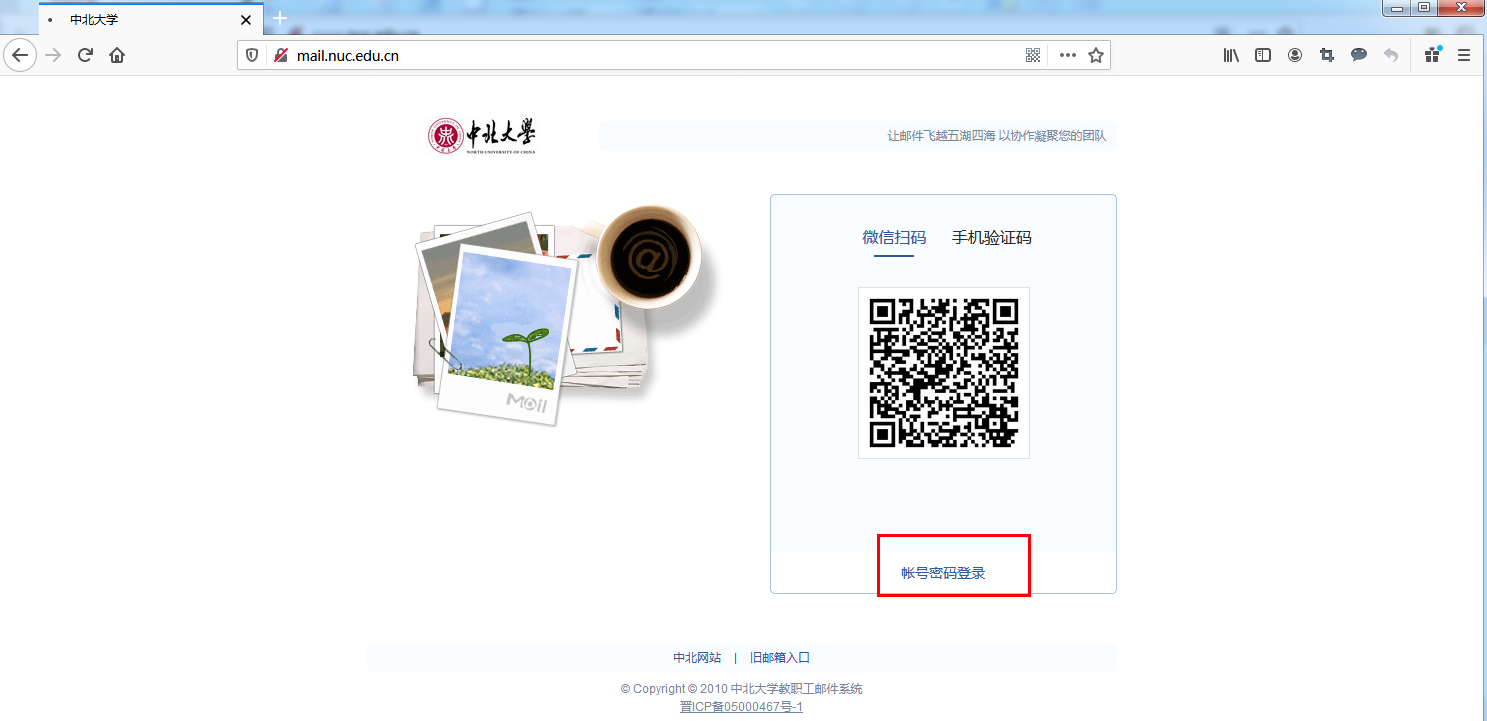 中北大学
mail.nuc.edu.cn
中北大學
NORTH UNIVERSITY OF CHINA
让邮件飞越五湖四海 以协作凝聚您的团队
微信扫码 手机验证码
Mail
帐号密码登录
中北网站 | 旧邮箱入口
© Copyright © 2010 中北大学教职工邮件系统
晋ICP备05000467号-1